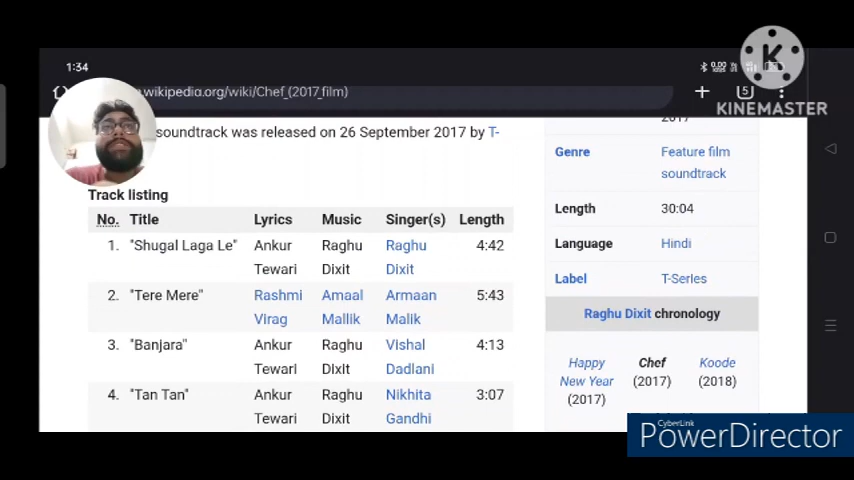 1:34
KINEMASTER
.wikipedia.org/wiki/Chef_(2017_film)
5
soundtrack was released on 26 September 2017 by T-
2017
Track listing
No. Title Lyrics Music Singer(s) Length
1. "Shugal Laga Le" Ankur Tewari Raghu Dixit Raghu Dixit 4:42
2. "Tere Mere" Rashmi Virag Amaal Mallik Armaan Malik 5:43
3. "Banjara" Ankur Tewari Raghu Dixit Vishal Dadlani 4:13
4. "Tan Tan" Ankur Tewari Raghu Dixit Nikhita Gandhi 3:07
Genre Feature film soundtrack
Length 30:04
Language Hindi
Label T-Series
Raghu Dixit chronology
Happy New Year (2017)
Chef (2017)
Koode (2018)
CyberLink
PowerDirector